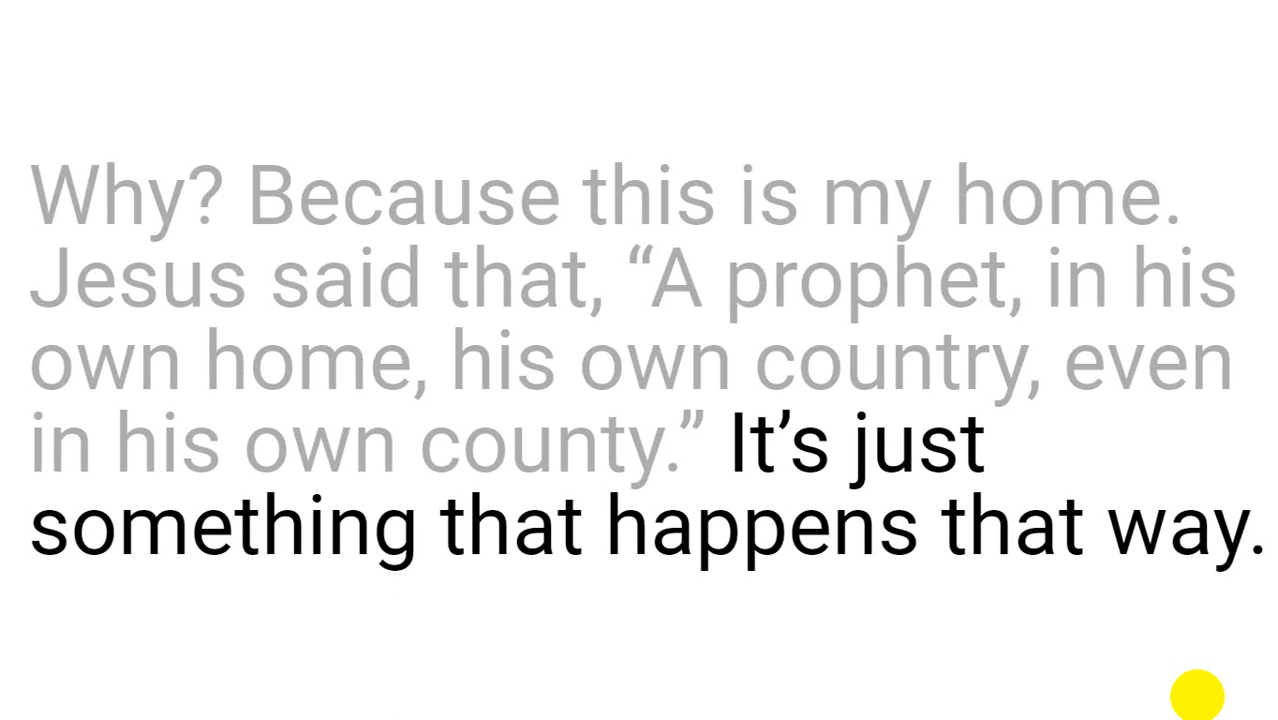 Why? Because this is my home.
Jesus said that, “A prophet, in his
own home, his own country, even
in his own county.” It’s just
something that happens that way.